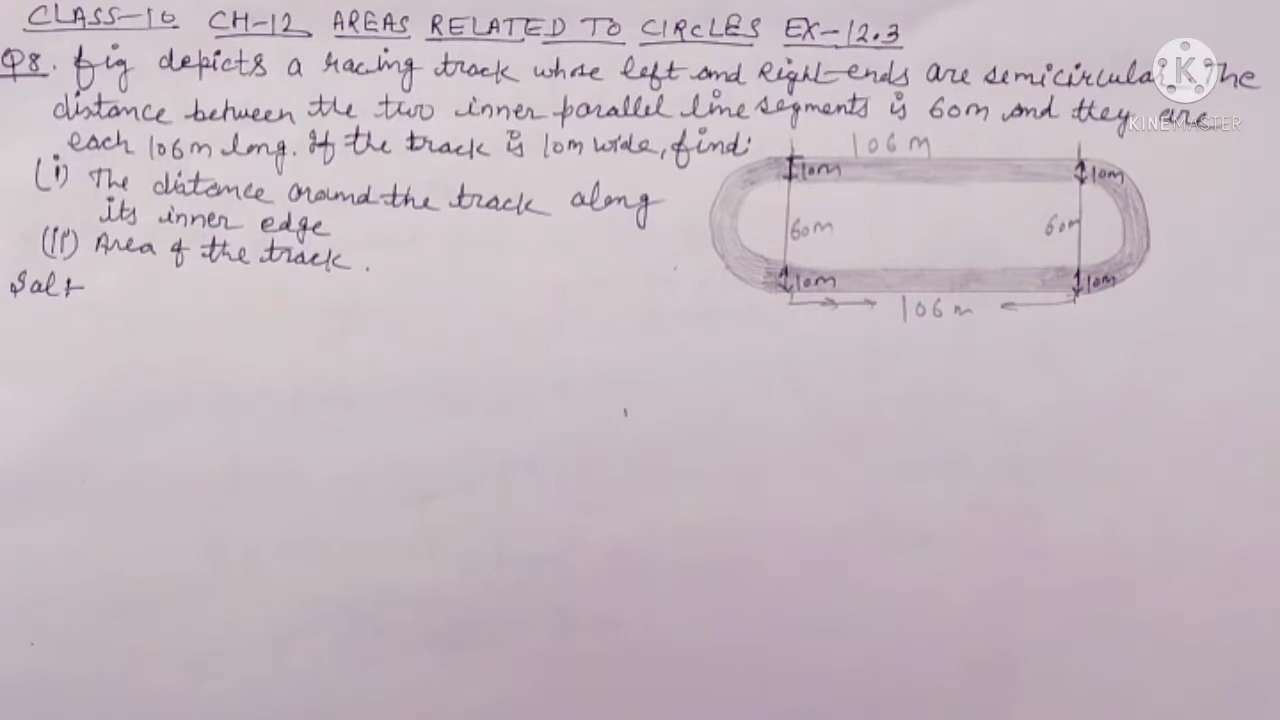 CLASS-10 CH-12 AREAS RELATED TO CIRCLES EX-12.3
Q8. fig depicts a racing track whose left and Right-ends are semicircular. The
distance between the two inner parallel line segments is 60m and they are
each 106m long. If the track is 10m wide, find:
(i) The distance around the track along
its inner edge
(ii) Area of the track.
Sol+
106 m
10m
10m
60m
60m
10m
10m
106 m
K
KINEMASTER